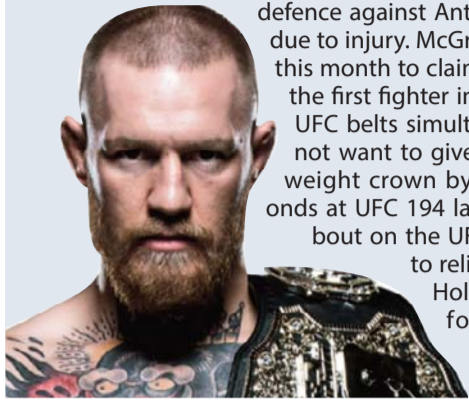 defence against Ant
due to injury. McGr
this month to clair
the first fighter in
UFC belts simult
not want to give
weight crown by
onds at UFC 194 la
bout on the UF
to reli
Hol
fo